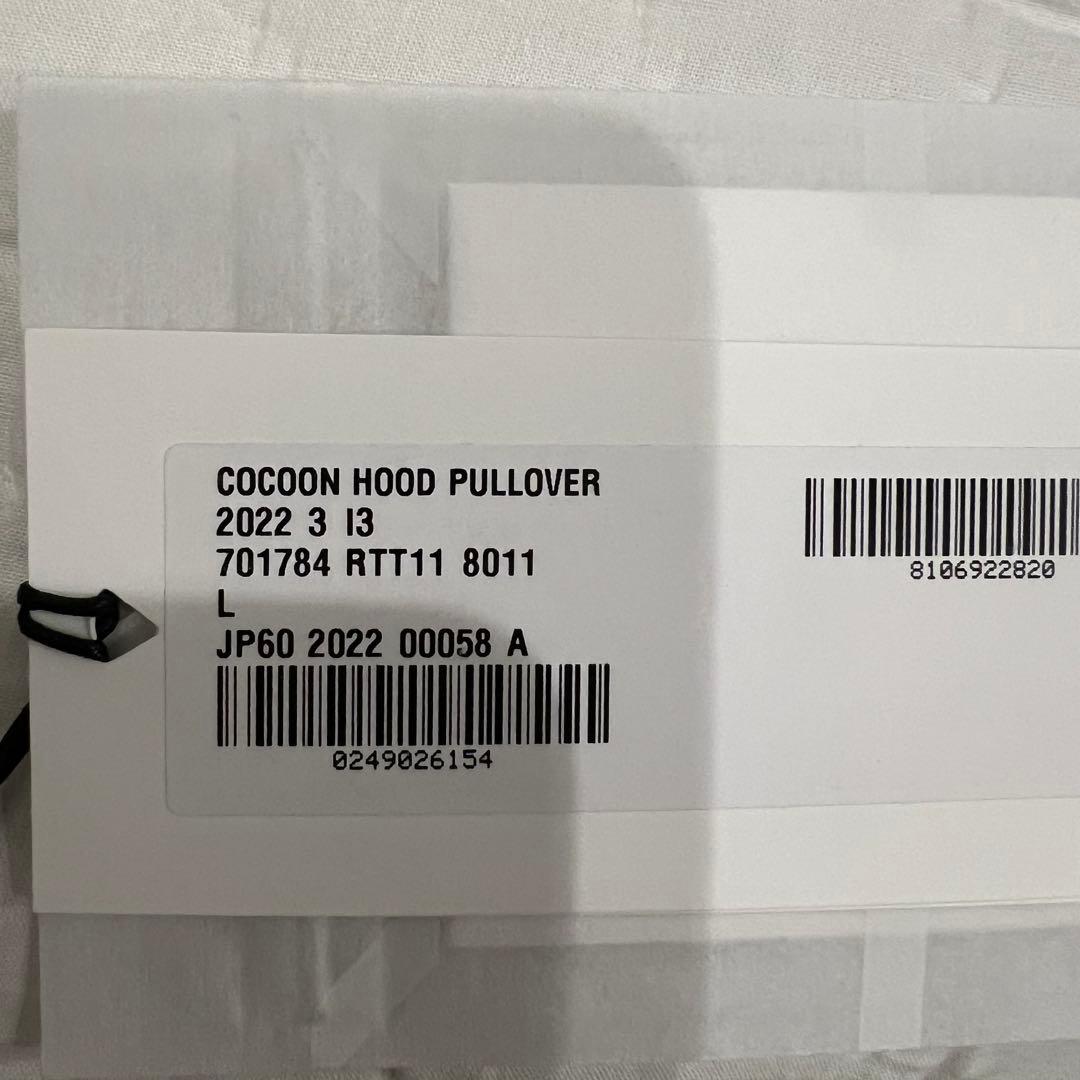 COCOON HOOD PULLOVER
2022 3 I3
701784 RTT11 8011
L
JP60 2022 00058 A
0249026154
8106922820